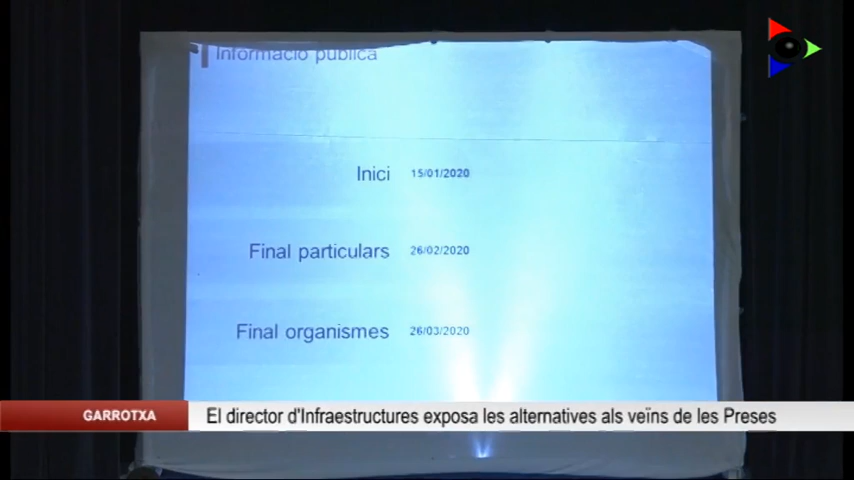 Informació pública
Inici 15/01/2020
Final particulars 26/02/2020
Final organismes 26/03/2020
GARROTXA El director d'Infraestructures exposa les alternatives als veïns de les Preses